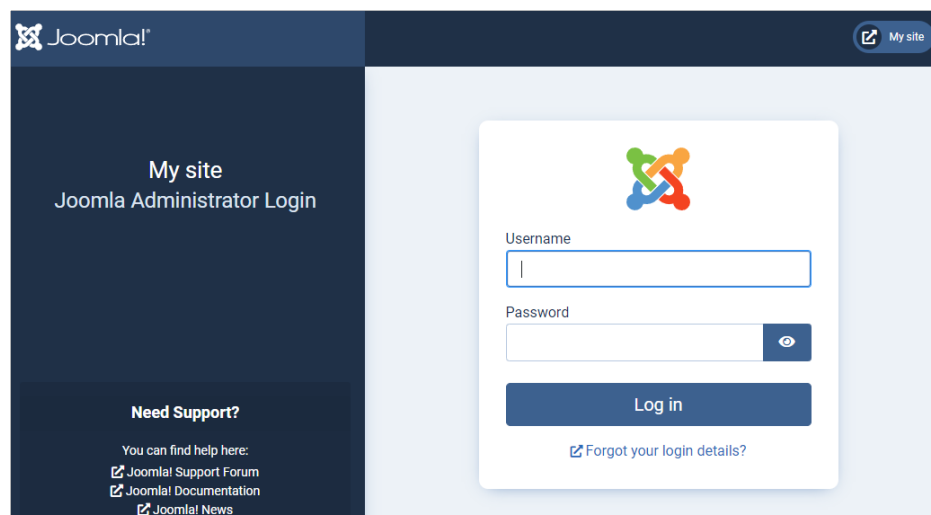 Joomla!®
My site
My site
Joomla Administrator Login
Username
Password
Log in
Forgot your login details?
Need Support?
You can find help here:
Joomla! Support Forum
Joomla! Documentation
Joomla! News